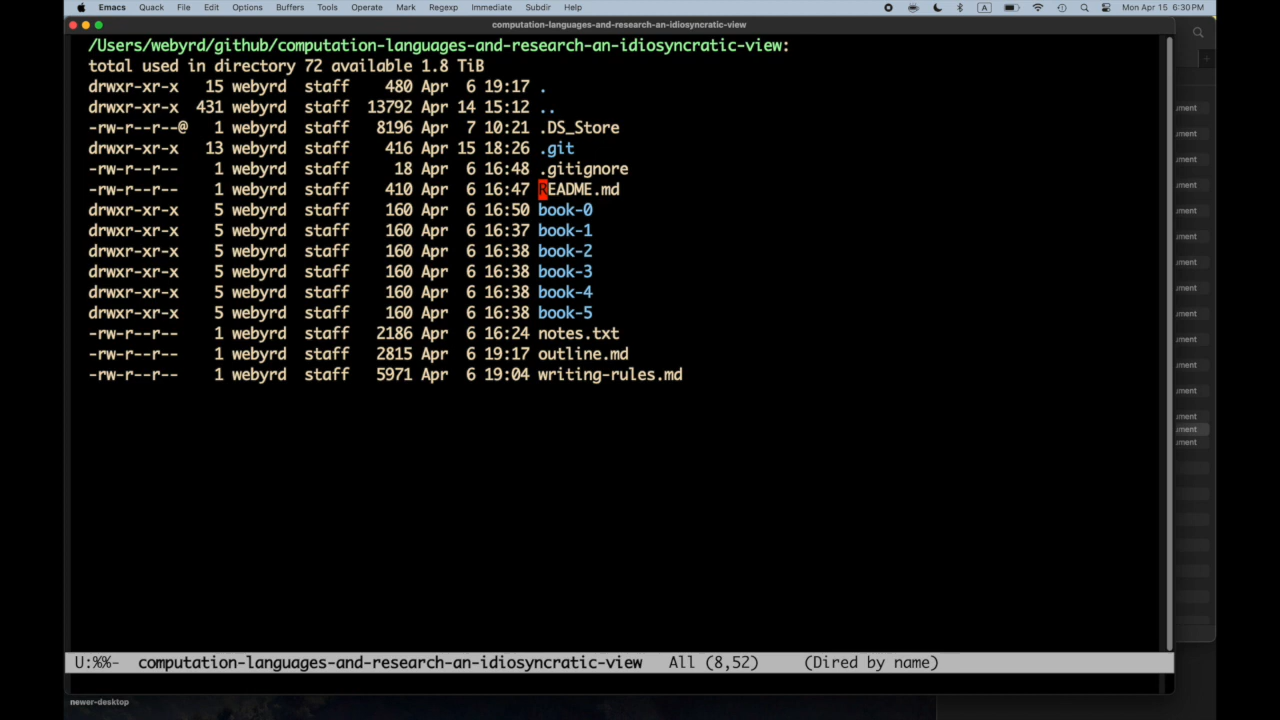 Emacs Quack File Edit Options Buffers Tools Operate Mark Regexp Immediate Subdir Help A Mon Apr 15 6:30 PM
computation-languages-and-research-an-idiosyncratic-view
/Users/webyrd/github/computation-languages-and-research-an-idiosyncratic-view:
total used in directory 72 available 1.8 TiB
drwxr-xr-x 15 webyrd staff 480 Apr 6 19:17 .
drwxr-xr-x 431 webyrd staff 13792 Apr 14 15:12 ..
-rw-r--r--@ 1 webyrd staff 8196 Apr 7 10:21 .DS_Store
drwxr-xr-x 13 webyrd staff 416 Apr 15 18:26 .git
-rw-r--r-- 1 webyrd staff 18 Apr 6 16:48 .gitignore
-rw-r--r-- 1 webyrd staff 410 Apr 6 16:47 README.md
drwxr-xr-x 5 webyrd staff 160 Apr 6 16:50 book-0
drwxr-xr-x 5 webyrd staff 160 Apr 6 16:37 book-1
drwxr-xr-x 5 webyrd staff 160 Apr 6 16:38 book-2
drwxr-xr-x 5 webyrd staff 160 Apr 6 16:38 book-3
drwxr-xr-x 5 webyrd staff 160 Apr 6 16:38 book-4
drwxr-xr-x 5 webyrd staff 160 Apr 6 16:38 book-5
-rw-r--r-- 1 webyrd staff 2186 Apr 6 16:24 notes.txt
-rw-r--r-- 1 webyrd staff 2815 Apr 6 19:17 outline.md
-rw-r--r-- 1 webyrd staff 5971 Apr 6 19:04 writing-rules.md
U:%%- computation-languages-and-research-an-idiosyncratic-view All (8,52) (Dired by name)
newer-desktop